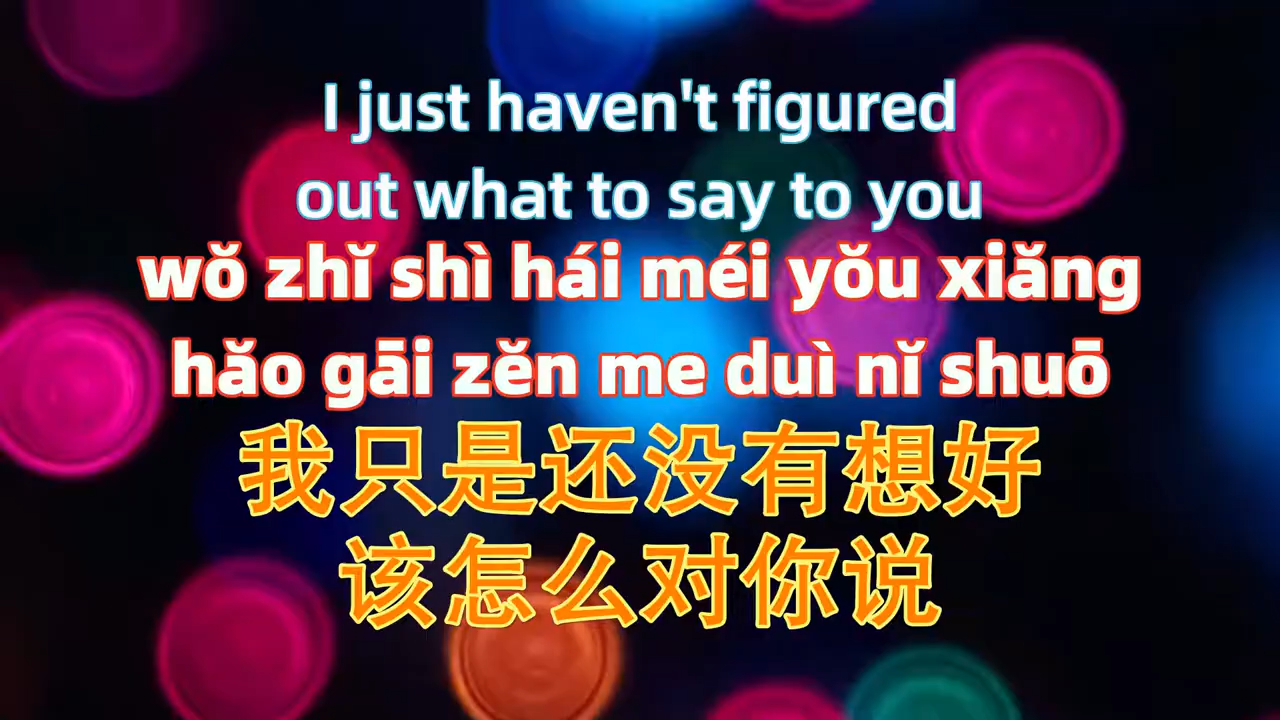 I just haven't figured
out what to say to you
wǒ zhǐ shì hái méi yǒu xiǎng
hǎo gāi zěn me duì nǐ shuō
我只是还没有想好
该怎么对你说